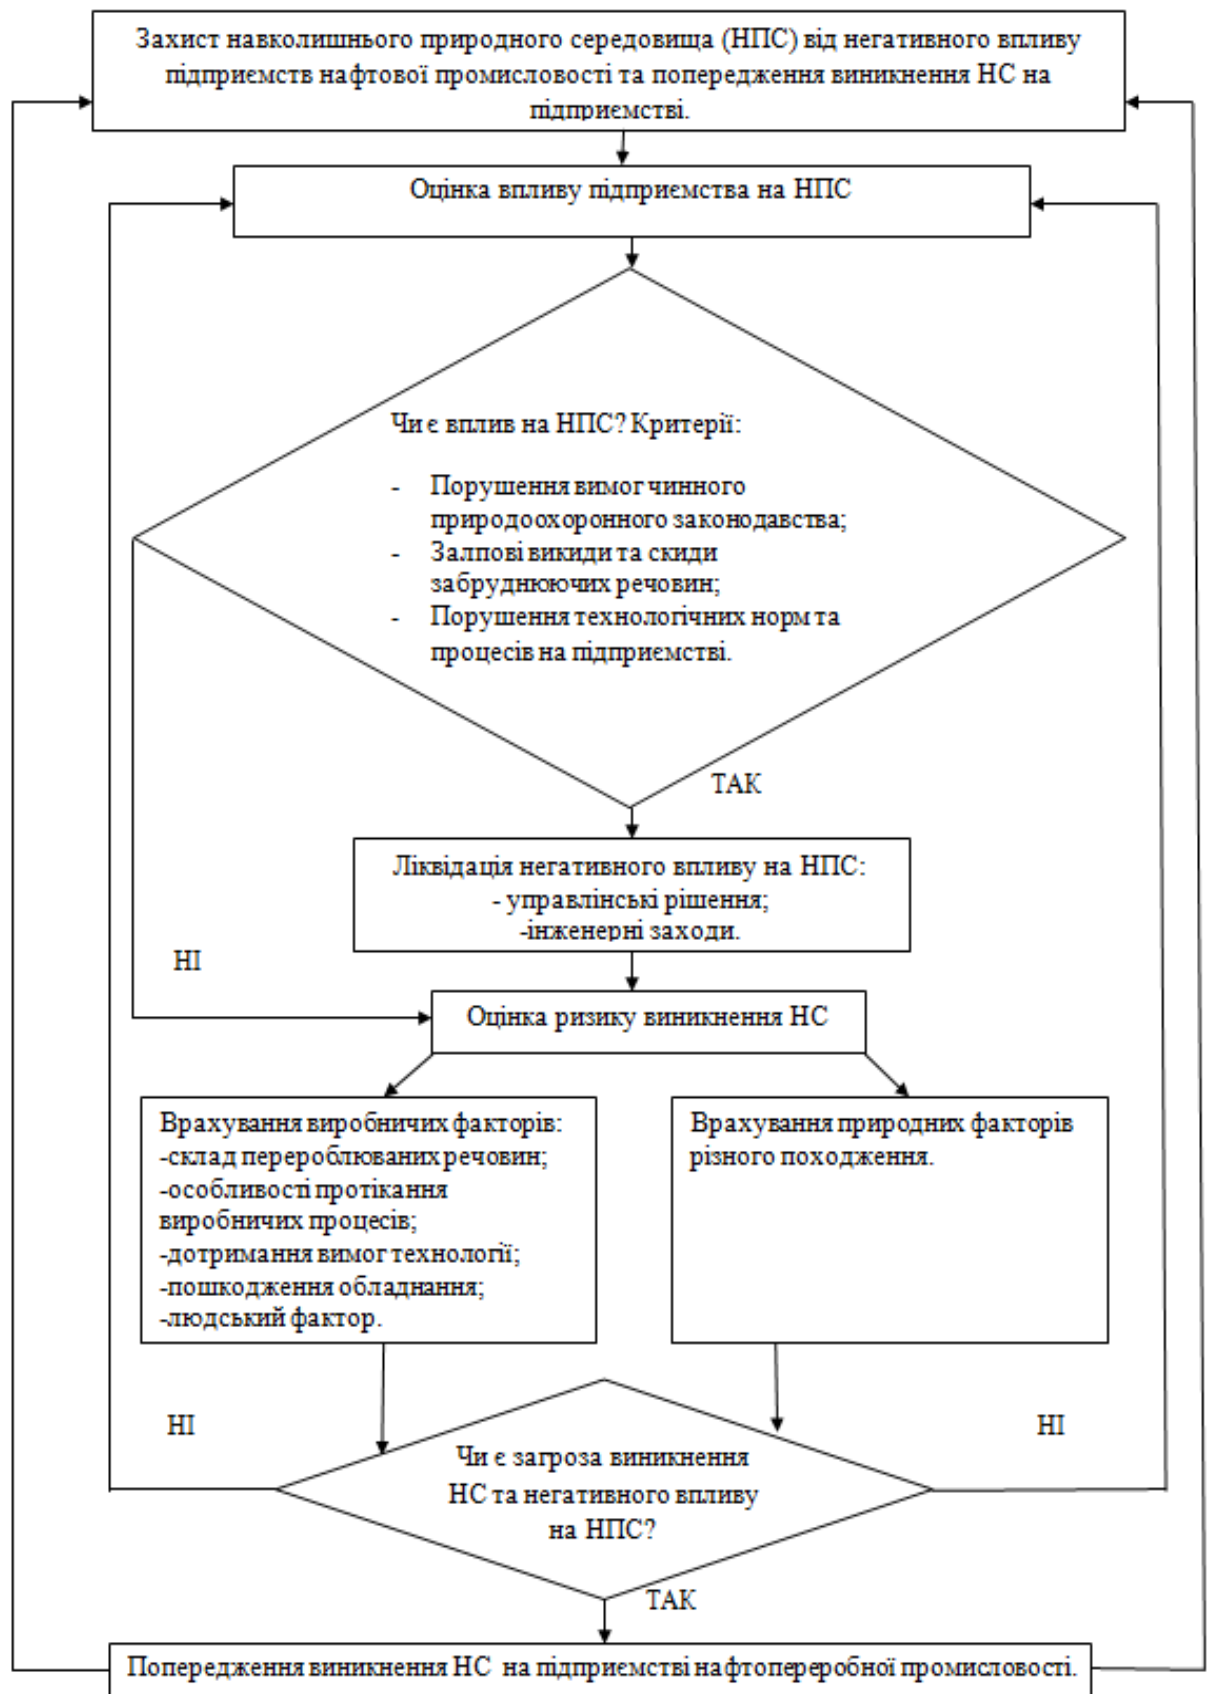 Захист навколишнього природного середовища (НПС) від негативного впливу
підприємств нафтової промисловості та попередження виникнення НС на
підприємстві.
Оцінка впливу підприємства на НПС
Чи є вплив на НПС? Критерії:
- Порушення вимог чинного
природоохоронного законодавства;
- Залпові викиди та скиди
забруднюючих речовин;
- Порушення технологічних норм та
процесів на підприємстві.
ТАК
Ліквідація негативного впливу на НПС:
- управлінські рішення;
-інженерні заходи.
НІ
Оцінка ризику виникнення НС
Врахування виробничих факторів:
-склад перероблюваних речовин;
-особливості протікання
виробничих процесів;
-дотримання вимог технології;
-пошкодження обладнання;
-людський фактор.
Врахування природних факторів
різного походження.
НІ
НІ
Чи є загроза виникнення
НС та негативного впливу
на НПС?
ТАК
Попередження виникнення НС на підприємстві нафтопереробної промисловості.